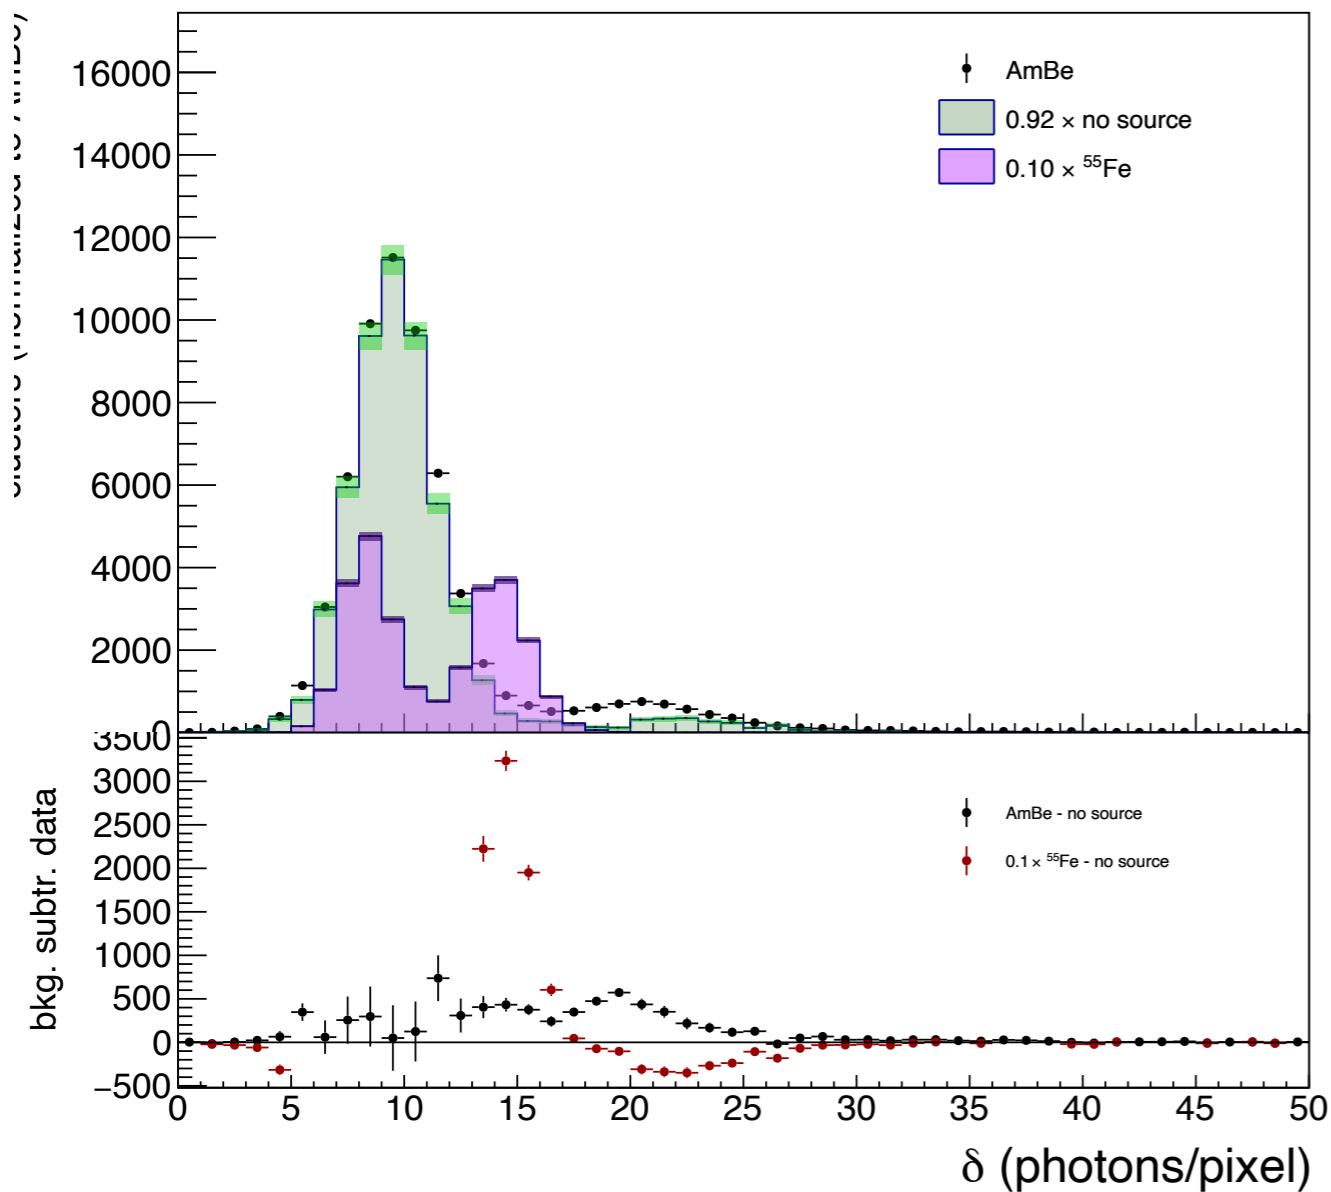 16000
14000
12000
10000
8000
6000
4000
2000
0
AmBe
0.92 × no source
0.10 × ⁵⁵Fe
bkg. subtr. data
3500
3000
2500
2000
1500
1000
500
0
−500
AmBe - no source
0.1 × ⁵⁵Fe - no source
0 5 10 15 20 25 30 35 40 45 50
δ (photons/pixel)